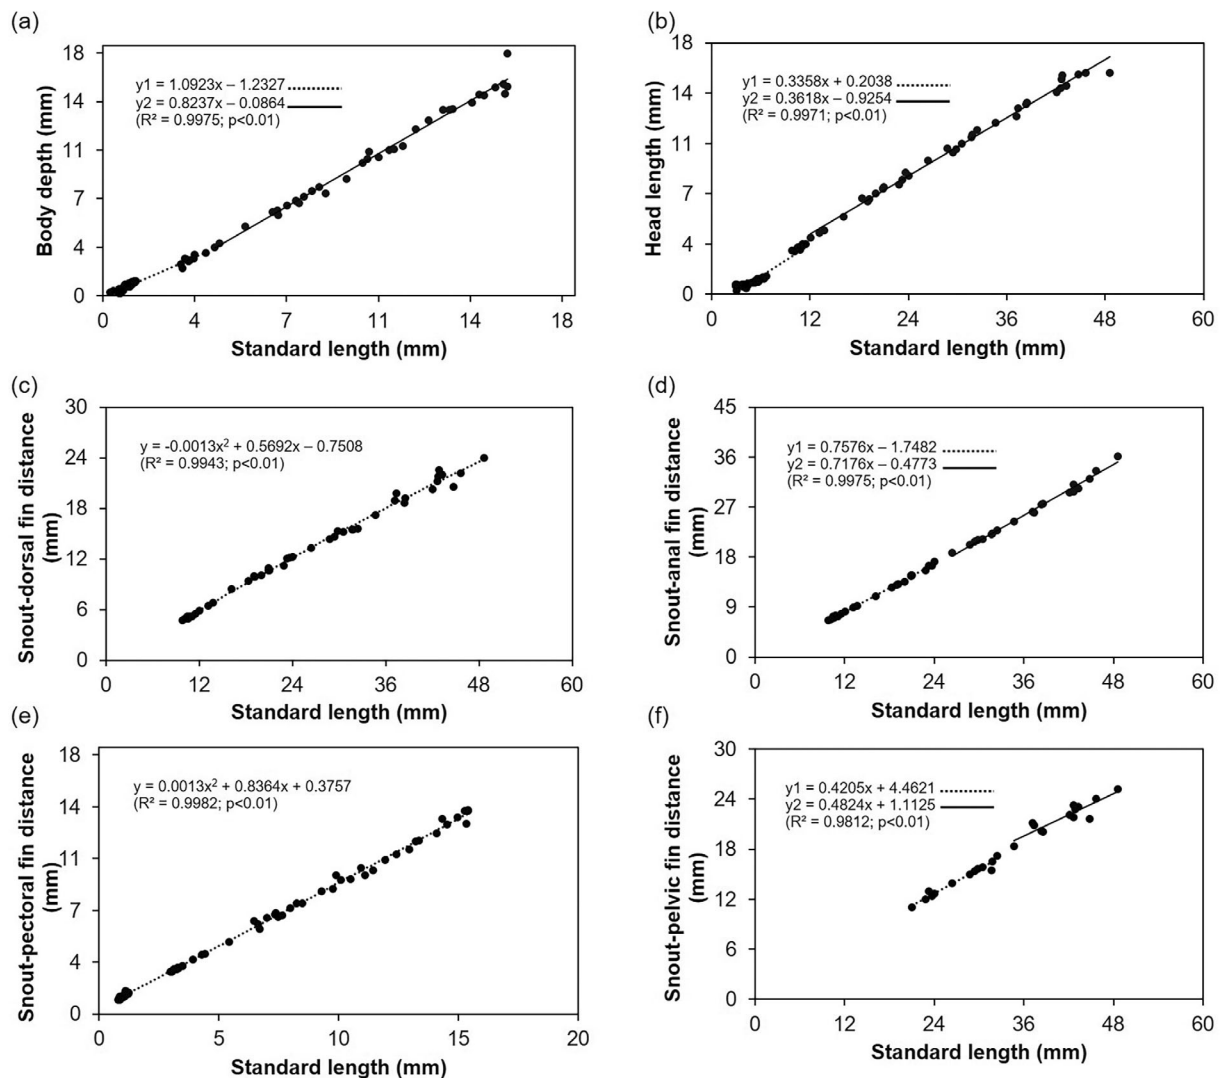 (a)
y1 = 1.0923x – 1.2327
y2 = 0.8237x – 0.0864
(R² = 0.9975; p<0.01)
Body depth (mm)
18
14
11
7
4
0
0 4 7 11 14 18
Standard length (mm)
(b)
y1 = 0.3358x + 0.2038
y2 = 0.3618x – 0.9254
(R² = 0.9971; p<0.01)
Head length (mm)
18
14
11
7
4
0
0 12 24 36 48 60
Standard length (mm)
(c)
y = -0.0013x² + 0.5692x – 0.7508
(R² = 0.9943; p<0.01)
Snout-dorsal fin distance
(mm)
30
24
18
12
6
0
0 12 24 36 48 60
Standard length (mm)
(d)
y1 = 0.7576x – 1.7482
y2 = 0.7176x – 0.4773
(R² = 0.9975; p<0.01)
Snout-anal fin distance
(mm)
45
36
27
18
9
0
0 12 24 36 48 60
Standard length (mm)
(e)
y = 0.0013x² + 0.8364x + 0.3757
(R² = 0.9982; p<0.01)
Snout-pectoral fin distance
(mm)
18
14
11
7
4
0
0 5 10 15 20
Standard length (mm)
(f)
y1 = 0.4205x + 4.4621
y2 = 0.4824x + 1.1125
(R² = 0.9812; p<0.01)
Snout-pelvic fin distance
(mm)
30
24
18
12
6
0
0 12 24 36 48 60
Standard length (mm)